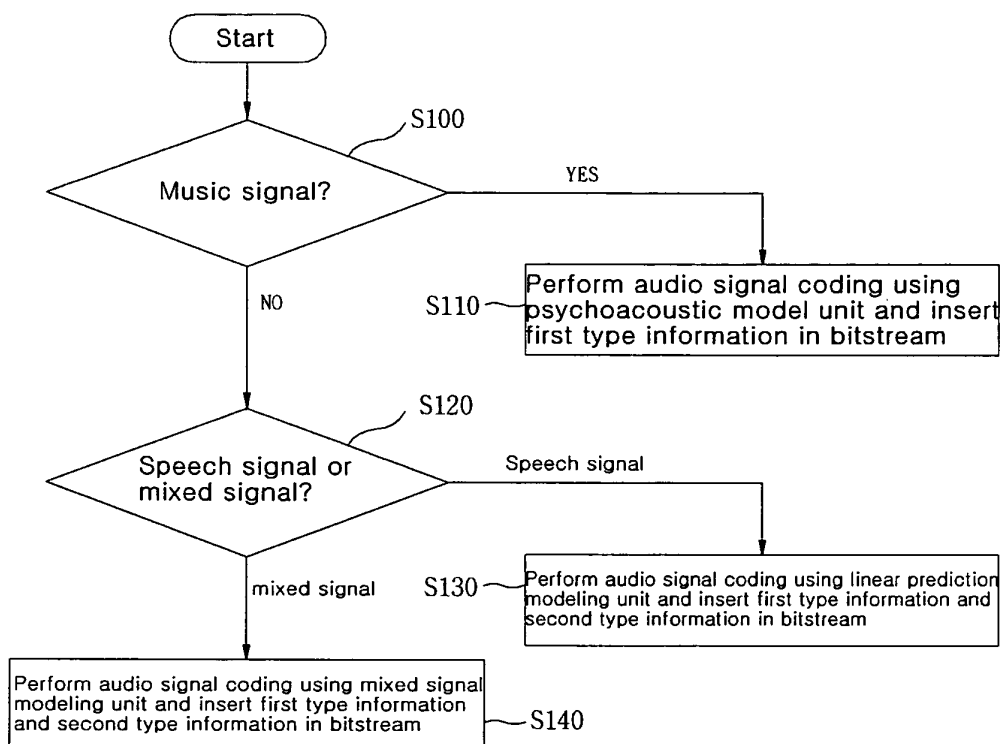 Start
S100
Music signal?
YES
S110
Perform audio signal coding using
psychoacoustic model unit and insert
first type information in bitstream
NO
S120
Speech signal or
mixed signal?
Speech signal
S130
Perform audio signal coding using linear prediction
modeling unit and insert first type information and
second type information in bitstream
mixed signal
Perform audio signal coding using mixed signal
modeling unit and insert first type information
and second type information in bitstream
S140